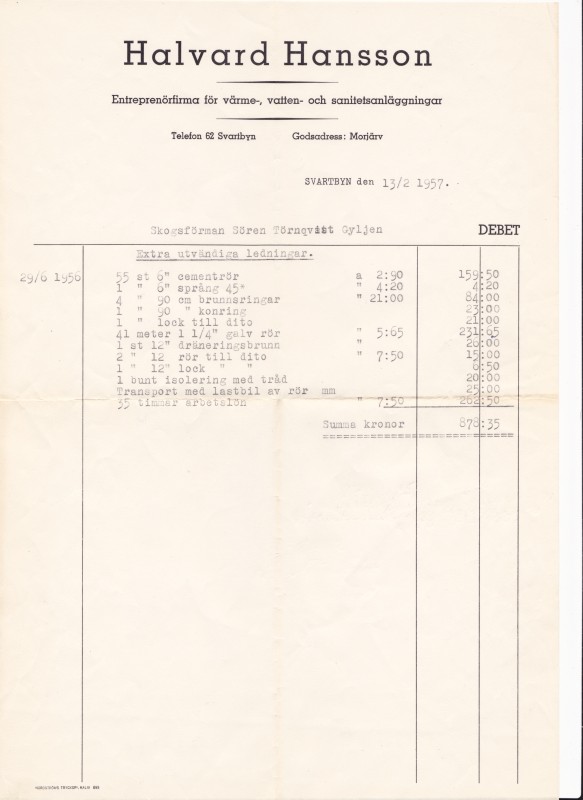 Halvard Hansson
Entreprenörfirma för värme-, vatten- och sanitetsanläggningar
Telefon 62 Svartbyn Godsadress: Morjärv
SVARTBYN den 13/2 1957.
Skogsförman Sören Törnqvist Gyljen DEBET
Extra utvändiga ledningar.
29/6 1956 55 st 6" cementrör a 2:90 159:50
1 " 6" språng 45° " 4:20 4:20
4 " 90 cm brunnsringar " 21:00 84:00
1 " 90 " konring 23:00
1 " lock till dito 21:00
41 meter 1 1/4" galv rör " 5:65 231:65
1 st 12" dräneringsbrunn " 26:00
2 " 12 rör till dito " 7:50 15:00
1 " 12" lock " " 6:50
1 bunt isolering med tråd 20:00
Transport med lastbil av rör mm 25:00
35 timmar arbetslön " 7:50 262:50
Summa kronor 878:35